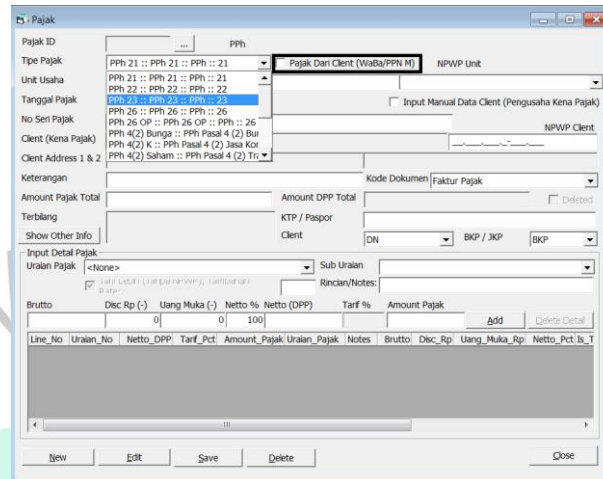 Pajak
Pajak ID ... PPh
Tipe Pajak PPh 21 :: PPh 21 :: PPh :: 21 Pajak Dari Client (WaBa/PPN M) NPWP Unit
Unit Usaha PPh 21 :: PPh 21 :: PPh :: 21
PPh 22 :: PPh 22 :: PPh :: 22
Tanggal Pajak PPh 23 :: PPh 23 :: PPh :: 23 Input Manual Data Client (Pengusaha Kena Pajak)
PPh 26 :: PPh 26 :: PPh :: 26
No Seri Pajak PPh 26 OP :: PPh 26 OP :: PPh :: 26 NPWP Client
PPh 4(2) Bunga :: PPh Pasal 4 (2) Bun
Client (Kena Pajak) PPh 4(2) K :: PPh Pasal 4 (2) Jasa Kor
Client Address 1 & 2 PPh 4(2) Saham :: PPh Pasal 4 (2) Tra
Keterangan Kode Dokumen Faktur Pajak
Amount Pajak Total Amount DPP Total Deleted
Terbilang KTP / Paspor
Show Other Info Client DN BKP / JKP BKP
Input Detail Pajak
Uraian Pajak <None> Sub Uraian
Rincian/Notes:
Brutto Disc Rp (-) Uang Muka (-) Netto % Netto (DPP) Tarif % Amount Pajak
0 0 100 Add Delete Detail
Line_No Uraian_No Netto_DPP Tarif_Pct Amount_Pajak Uraian_Pajak Notes Brutto Disc_Rp Uang_Muka_Rp Netto_Pct Is_T
New Edit Save Delete Close